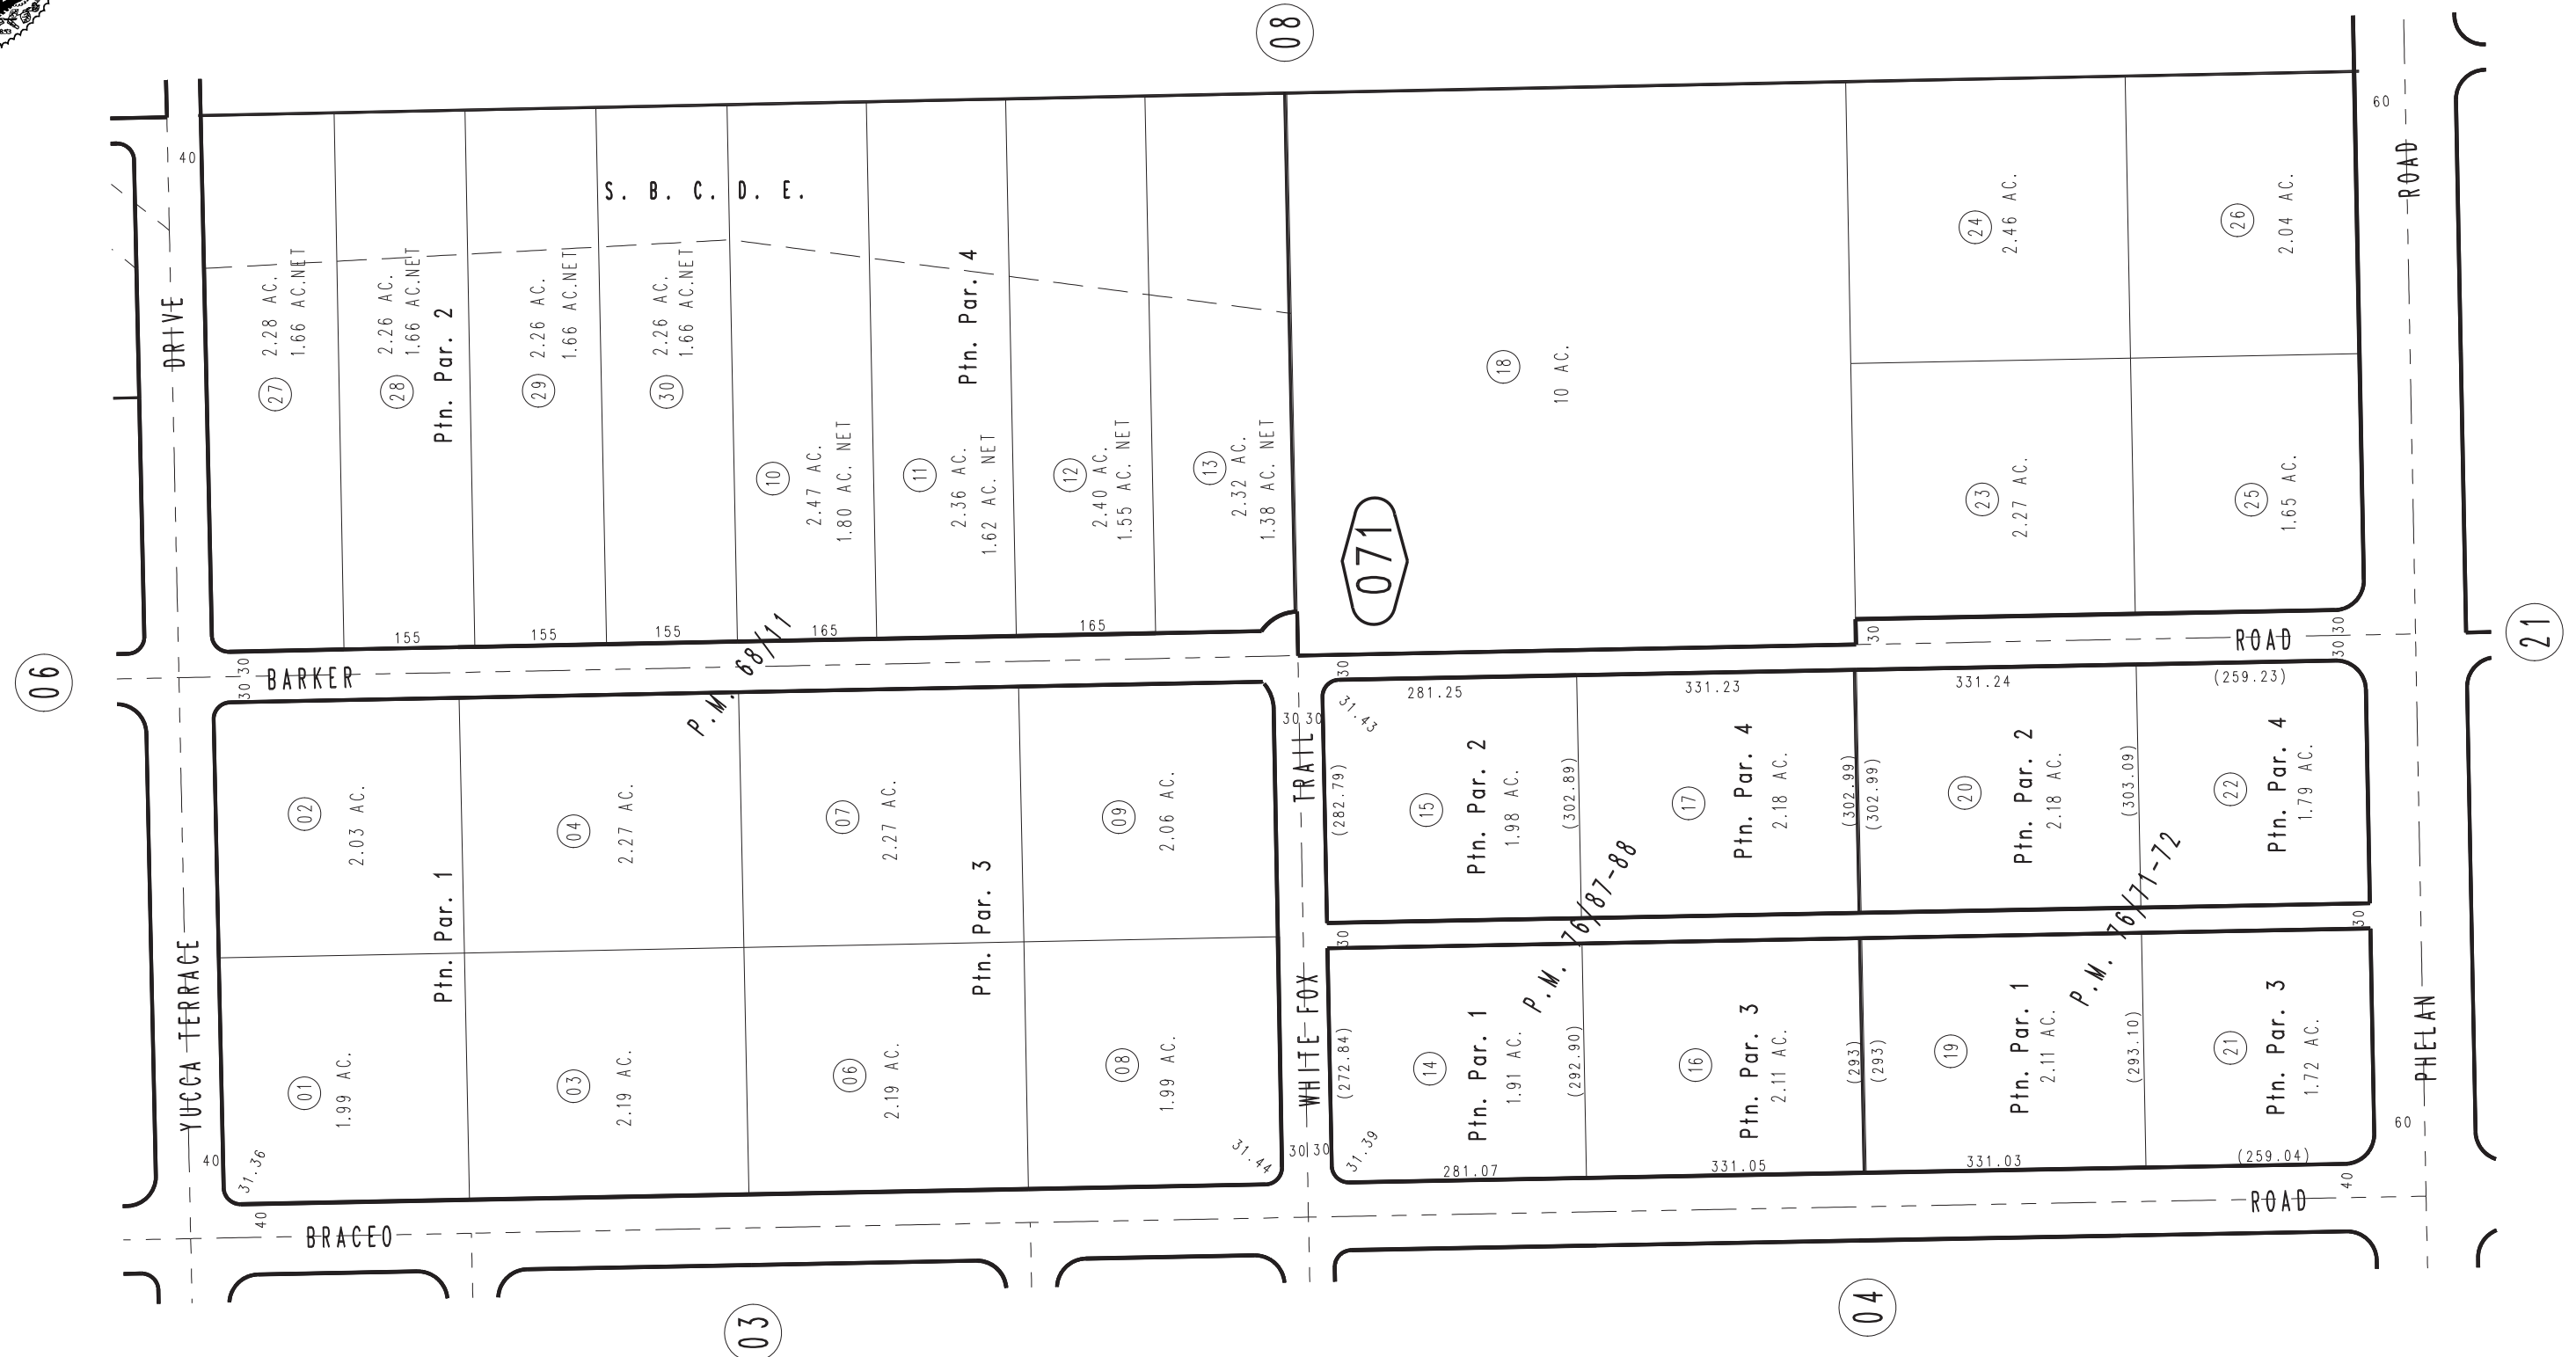 08
60
40
ROAD
S. B. C. D. E.
DRIVE
27
2.28 AC.
1.66 AC.NET
28
2.26 AC.
1.66 AC.NET
Ptn. Par. 2
29
2.26 AC.
1.66 AC.NET
30
2.26 AC.
1.66 AC.NET
10
2.47 AC.
1.80 AC. NET
11
2.36 AC.
1.62 AC. NET
Ptn. Par. 4
12
2.40 AC.
1.55 AC. NET
13
2.32 AC.
1.38 AC. NET
18
10 AC.
071
24
2.46 AC.
26
2.04 AC.
23
2.27 AC.
25
1.65 AC.
155
155
155
165
165
P.M. 68/11
30
30
BARKER
30
30
ROAD
30
30
06
21
281.25
331.23
331.24
(259.23)
31.43
30 30
TRAIL
02
2.03 AC.
04
2.27 AC.
07
2.27 AC.
09
2.06 AC.
(282.79)
15
Ptn. Par. 2
1.98 AC.
(302.89)
17
Ptn. Par. 4
2.18 AC.
(302.99)
(302.99)
20
Ptn. Par. 2
2.18 AC.
(303.09)
22
Ptn. Par. 4
1.79 AC.
Ptn. Par. 1
Ptn. Par. 3
P.M. 76/87-88
P.M. 76/71-72
30
30
YUCCA TERRACE
WHITE FOX
PHELAN
01
1.99 AC.
03
2.19 AC.
06
2.19 AC.
08
1.99 AC.
(272.84)
14
Ptn. Par. 1
1.91 AC.
(292.90)
16
Ptn. Par. 3
2.11 AC.
(293)
(293)
19
Ptn. Par. 1
2.11 AC.
(293.10)
21
Ptn. Par. 3
1.72 AC.
60
40
31.36
31.44
30 30
31.39
281.07
331.05
331.03
(259.04)
40
40
BRACEO
ROAD
03
04